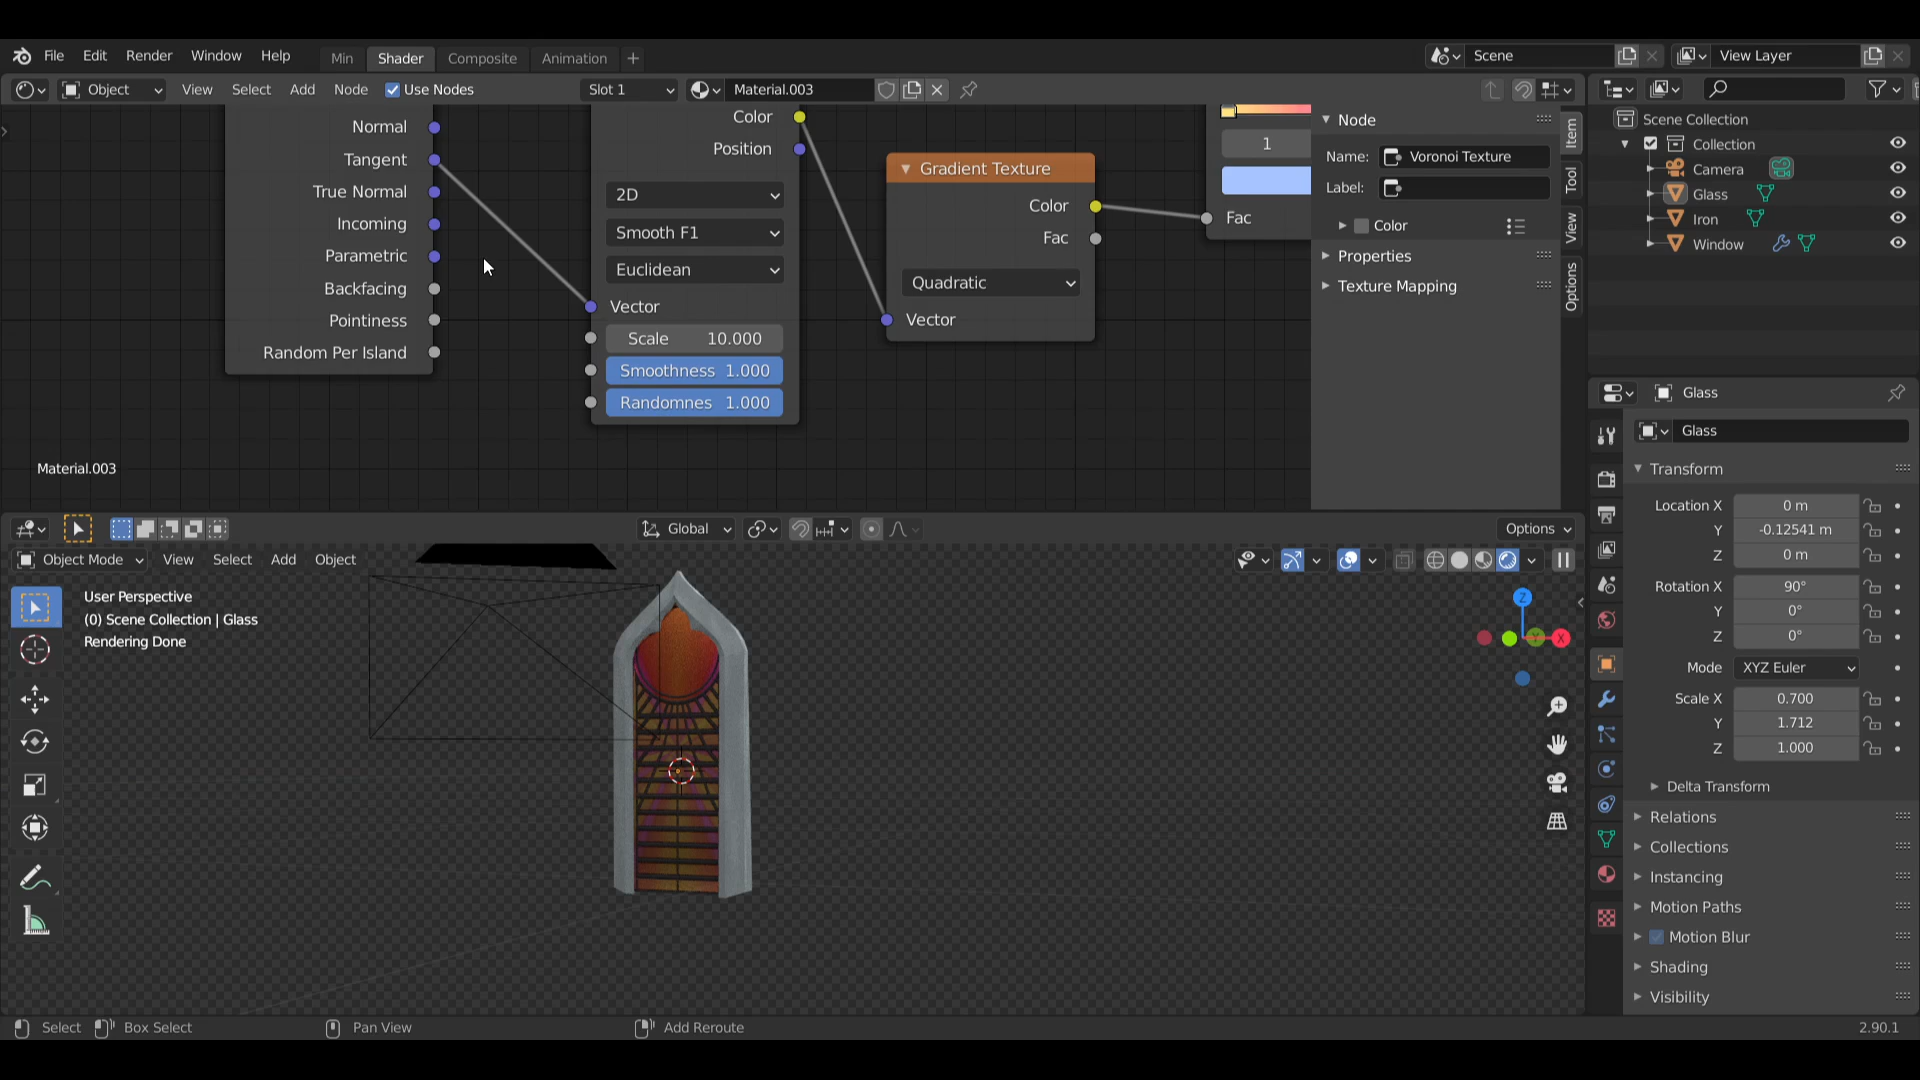 File Edit Render Window Help Min Shader Composite Animation Scene View Layer
Object View Select Add Node Use Nodes Slot 1 Material.003
Normal
Tangent
True Normal
Incoming
Parametric
Backfacing
Pointiness
Random Per Island
Color
Position
2D
Smooth F1
Euclidean
Vector
Scale 10.000
Smoothness 1.000
Randomnes 1.000
Gradient Texture
Color
Fac
Quadratic
Vector
1
Fac
Node
Name: Voronoi Texture
Label:
Color
Properties
Texture Mapping
Item
Tool
View
Options
Material.003
Scene Collection
Collection
Camera
Glass
Iron
Window
Glass
Glass
Transform
Location X 0 m
Y -0.12541 m
Z 0 m
Rotation X 90°
Y 0°
Z 0°
Mode XYZ Euler
Scale X 0.700
Y 1.712
Z 1.000
Delta Transform
Relations
Collections
Instancing
Motion Paths
Motion Blur
Shading
Visibility
Global Options
Object Mode View Select Add Object
User Perspective
(0) Scene Collection | Glass
Rendering Done
Z
X
Select Box Select Pan View Add Reroute 2.90.1